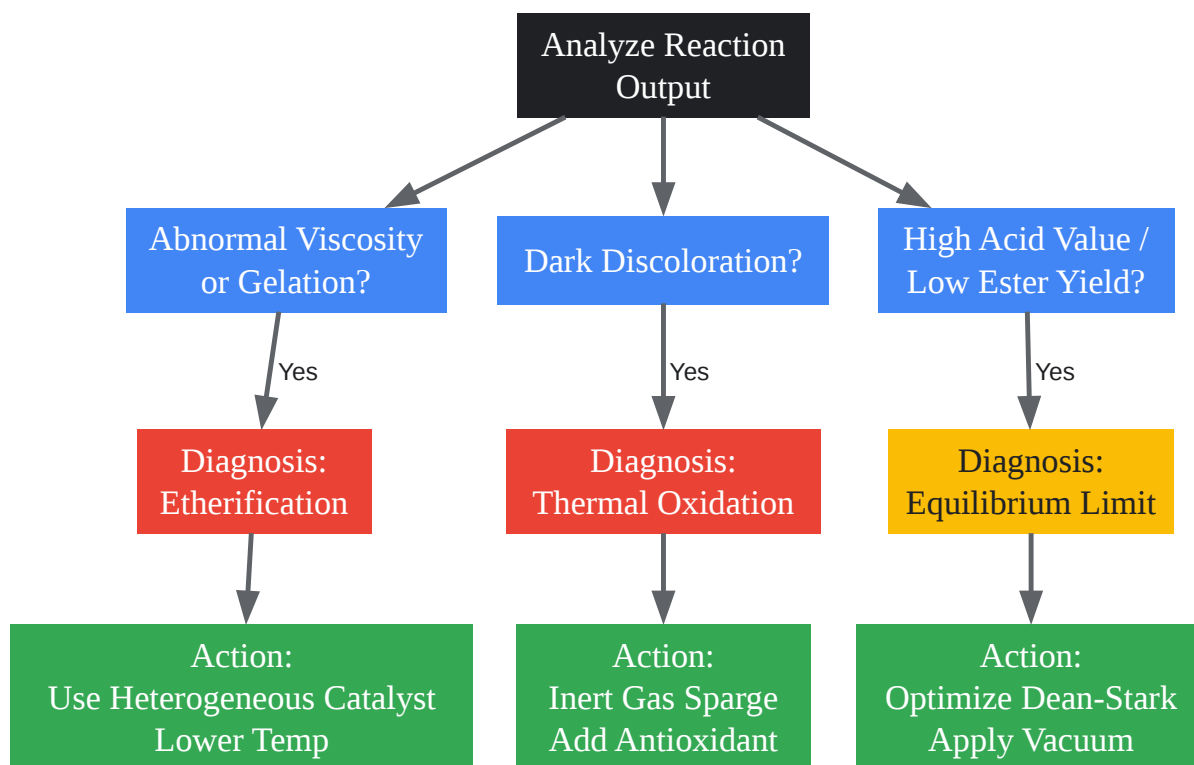 Analyze Reaction
Output
Abnormal Viscosity
or Gelation?
Dark Discoloration?
High Acid Value /
Low Ester Yield?
Yes
Yes
Yes
Diagnosis:
Etherification
Diagnosis:
Thermal Oxidation
Diagnosis:
Equilibrium Limit
Action:
Use Heterogeneous Catalyst
Lower Temp
Action:
Inert Gas Sparge
Add Antioxidant
Action:
Optimize Dean-Stark
Apply Vacuum